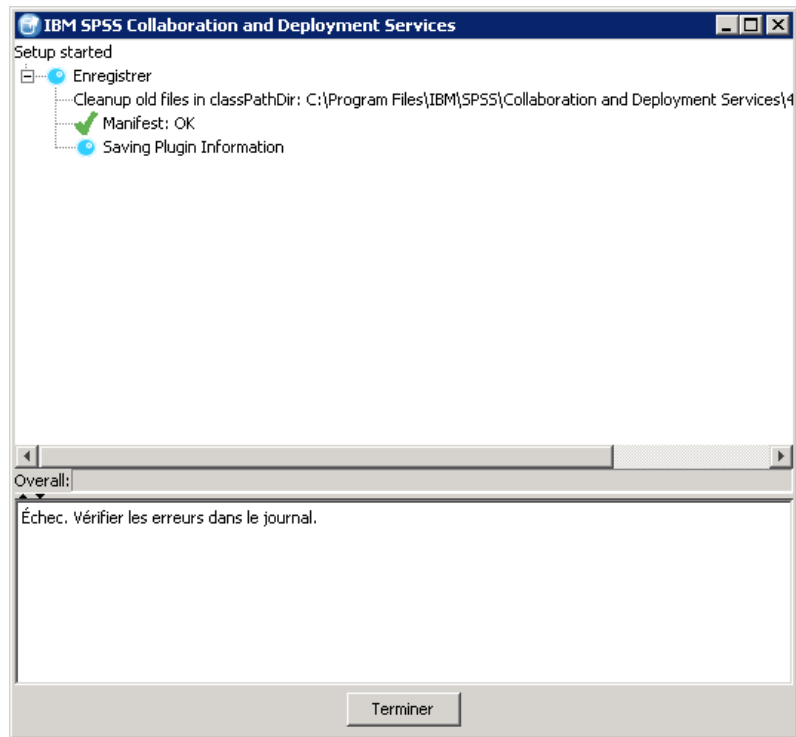 IBM SPSS Collaboration and Deployment Services
Setup started
Enregistrer
Cleanup old files in classPathDir: C:\Program Files\IBM\SPSS\Collaboration and Deployment Services\4
Manifest: OK
Saving Plugin Information
Overall:
Échec. Vérifier les erreurs dans le journal.
Terminer